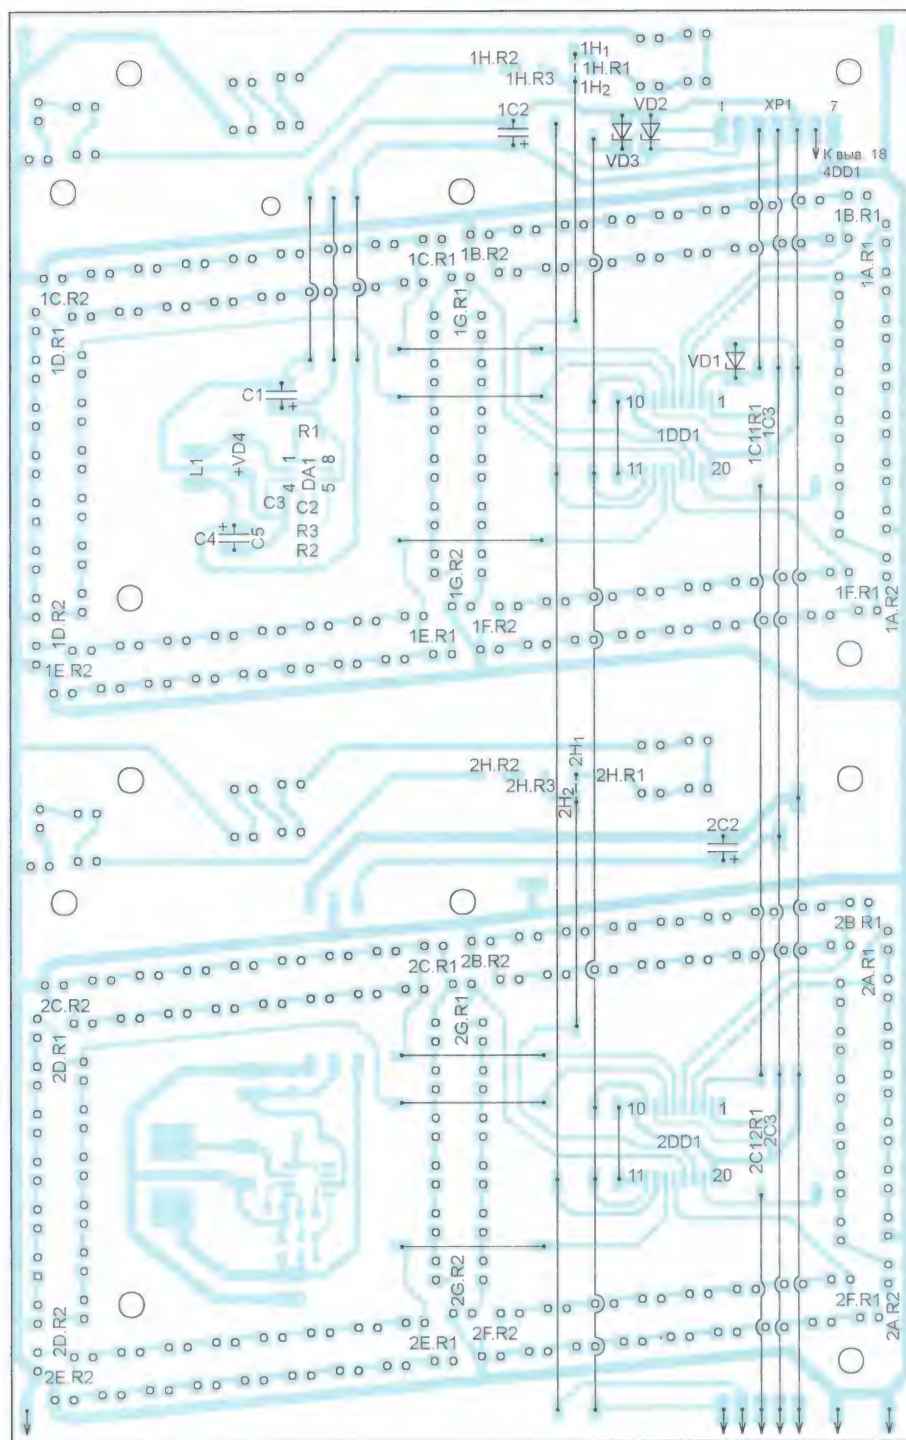 1H1
1H.R2
1H.R1
1H.R3
1H2
1C2
VD2
1 XP1 7
+
VD3
К выв. 18
4DD1
1B.R1
1C.R1
1B.R2
1A.R1
1C.R2
1G.R1
1D.R1
VD1
C1
+
10 1
R1
1DD1
1C11R1
1C3
L1
+VD4
1 8
DA1
4 5
11 20
C3
C2
C4
+
C5
R3
R2
1G.R2
1D.R2
1E.R1
1F.R2
1F.R1
1A.R2
1E.R2
2H1
2H.R2
2H.R1
2H.R3
2H2
2C2
+
2B.R1
2C.R1
2B.R2
2A.R1
2C.R2
2G.R1
2D.R1
10 1
2DD1
2C12R1
2C3
11 20
2G.R2
2D.R2
2E.R1
2F.R2
2F.R1
2A.R2
2E.R2